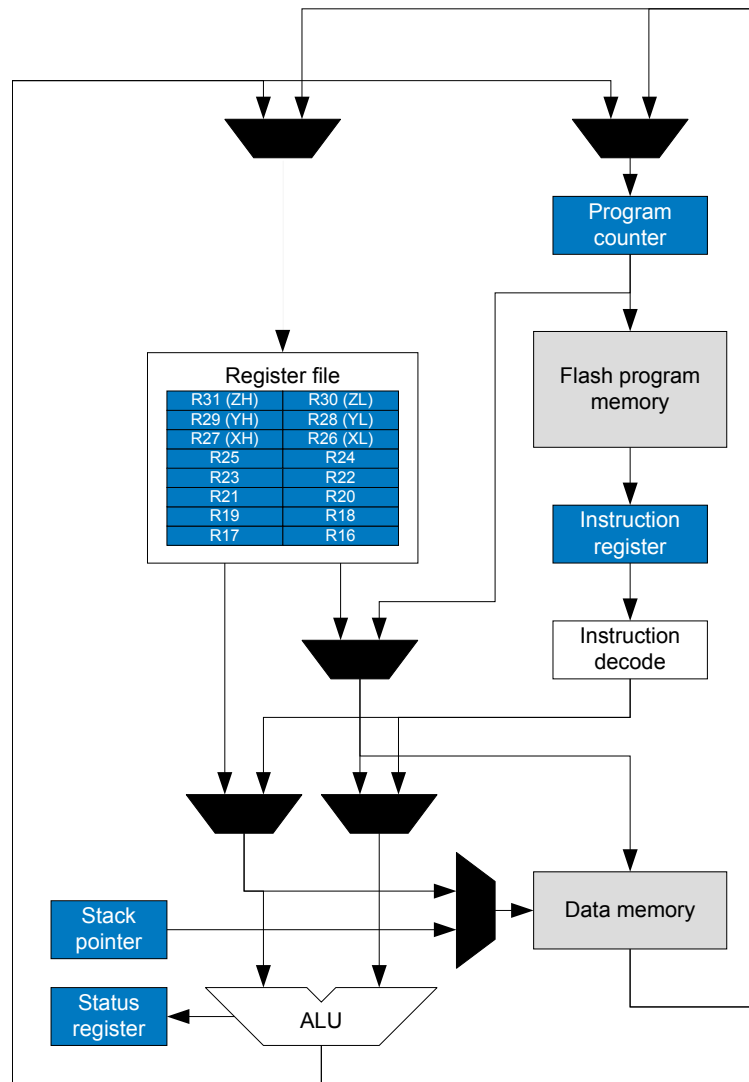 Program
counter
Flash program
memory
Register file
R31 (ZH) R30 (ZL)
R29 (YH) R28 (YL)
R27 (XH) R26 (XL)
R25 R24
R23 R22
R21 R20
R19 R18
R17 R16
Instruction
register
Instruction
decode
Stack
pointer
Data memory
Status
register
ALU